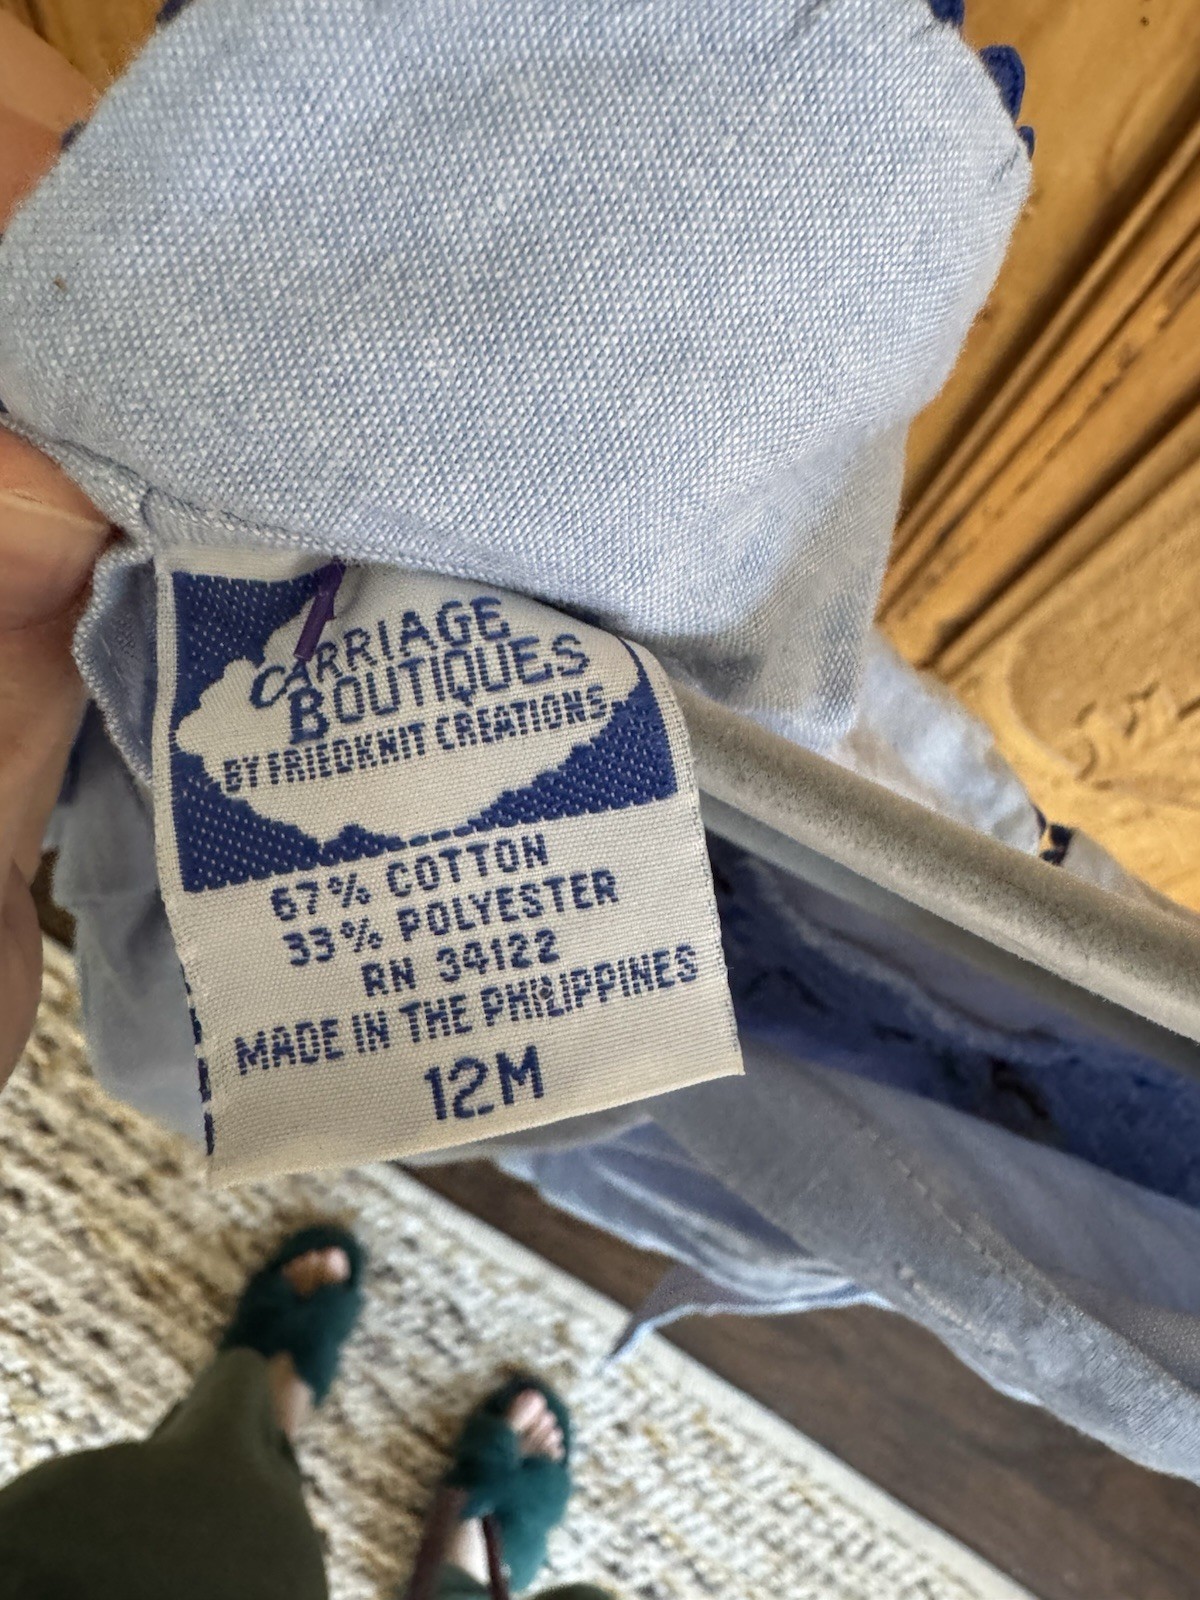 CARRIAGE
BOUTIQUES
BY FRIEDKNIT CREATIONS
67% COTTON
33% POLYESTER
RN 34122
MADE IN THE PHILIPPINES
12M